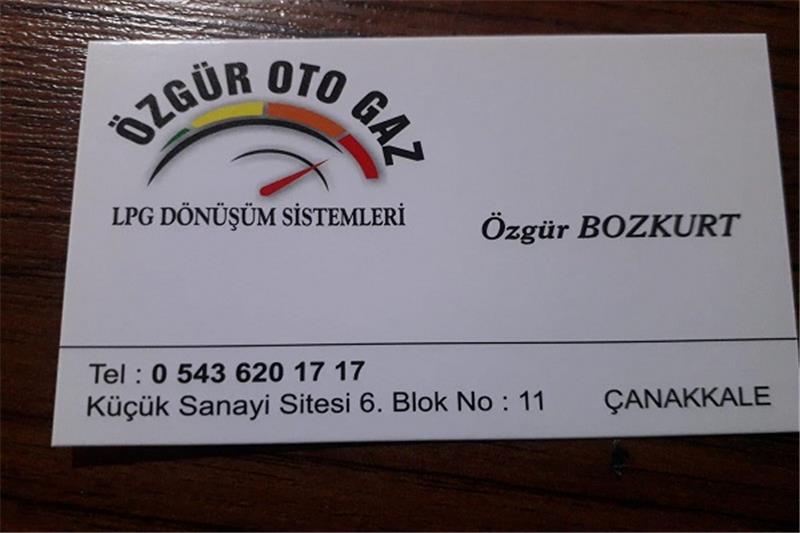 ÖZGÜR OTO GAZ
LPG DÖNÜŞÜM SİSTEMLERİ
Özgür BOZKURT
Tel : 0 543 620 17 17
Küçük Sanayi Sitesi 6. Blok No : 11 ÇANAKKALE